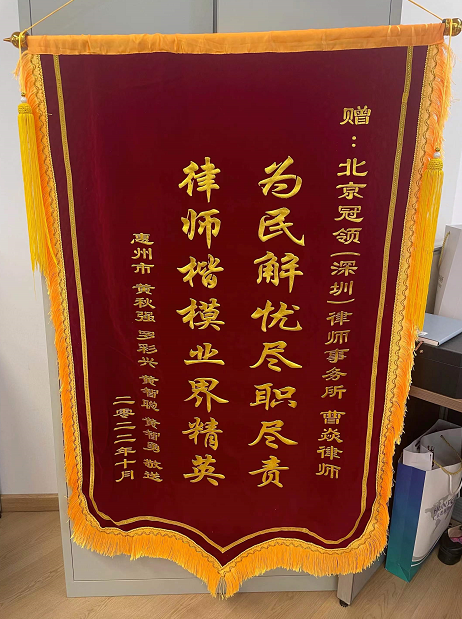 赠：北京冠领(深圳)律师事务所 曹焱律师
为民解忧尽职尽责
律师楷模业界精英
惠州市 黄秋强 罗彩兴 黄智聪 黄智勇 敬送
二零二二年十月